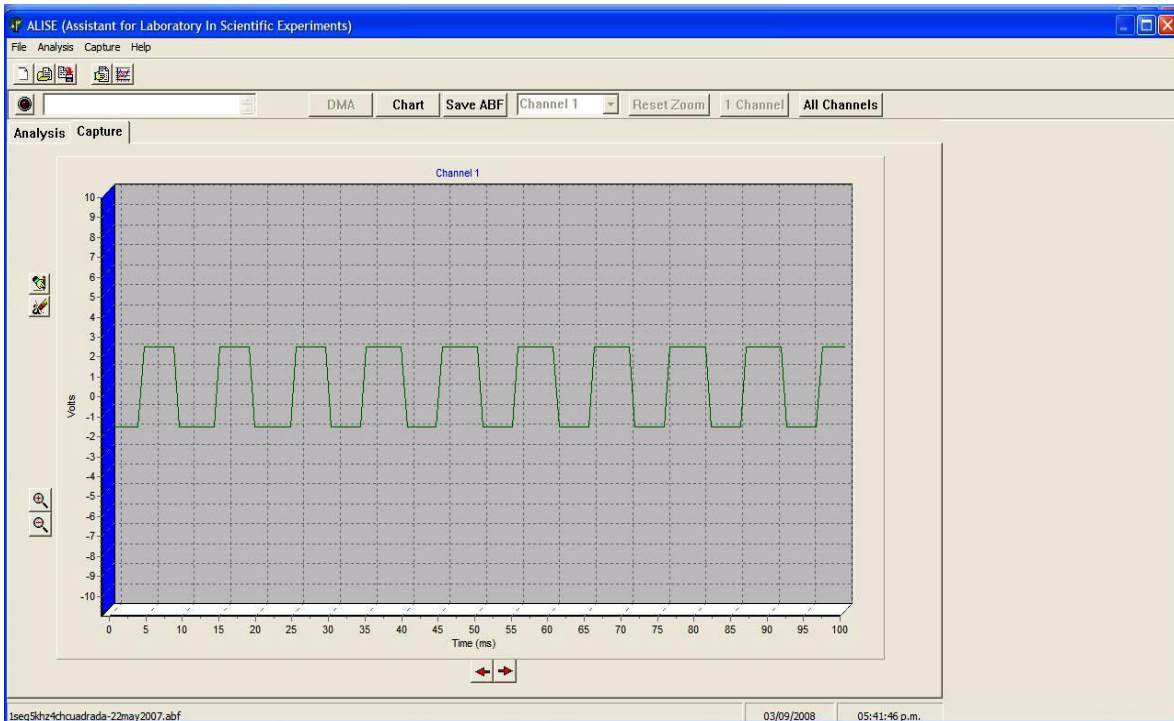 ALISE (Assistant for Laboratory In Scientific Experiments)
File Analysis Capture Help
DMA Chart Save ABF Channel 1 Reset Zoom 1 Channel All Channels
Analysis Capture
Channel 1
10
9
8
7
6
5
4
3
2
1
0
-1
-2
-3
-4
-5
-6
-7
-8
-9
-10
Volts
0 5 10 15 20 25 30 35 40 45 50 55 60 65 70 75 80 85 90 95 100
Time (ms)
1seg5khz4chcuadrada-22may2007.abf 03/09/2008 05:41:46 p.m.